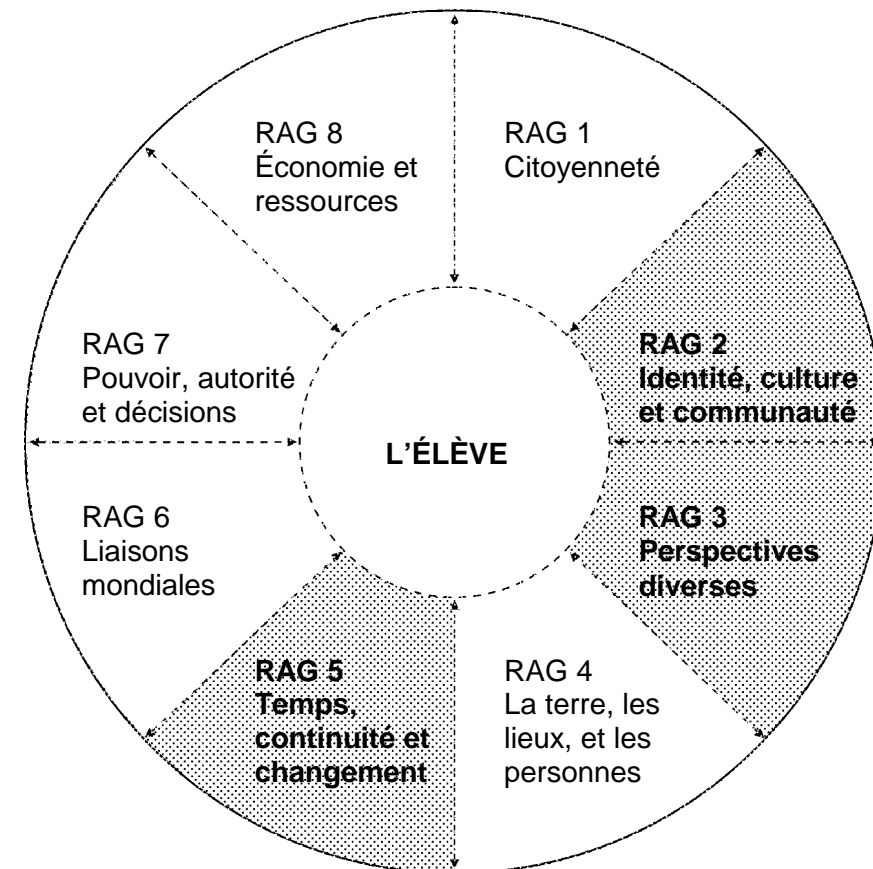 RAG 8
Économie et
ressources
RAG 1
Citoyenneté
RAG 7
Pouvoir, autorité
et décisions
RAG 2
Identité, culture
et communauté
L'ÉLÈVE
RAG 6
Liaisons
mondiales
RAG 3
Perspectives
diverses
RAG 5
Temps,
continuité et
changement
RAG 4
La terre, les
lieux, et les
personnes